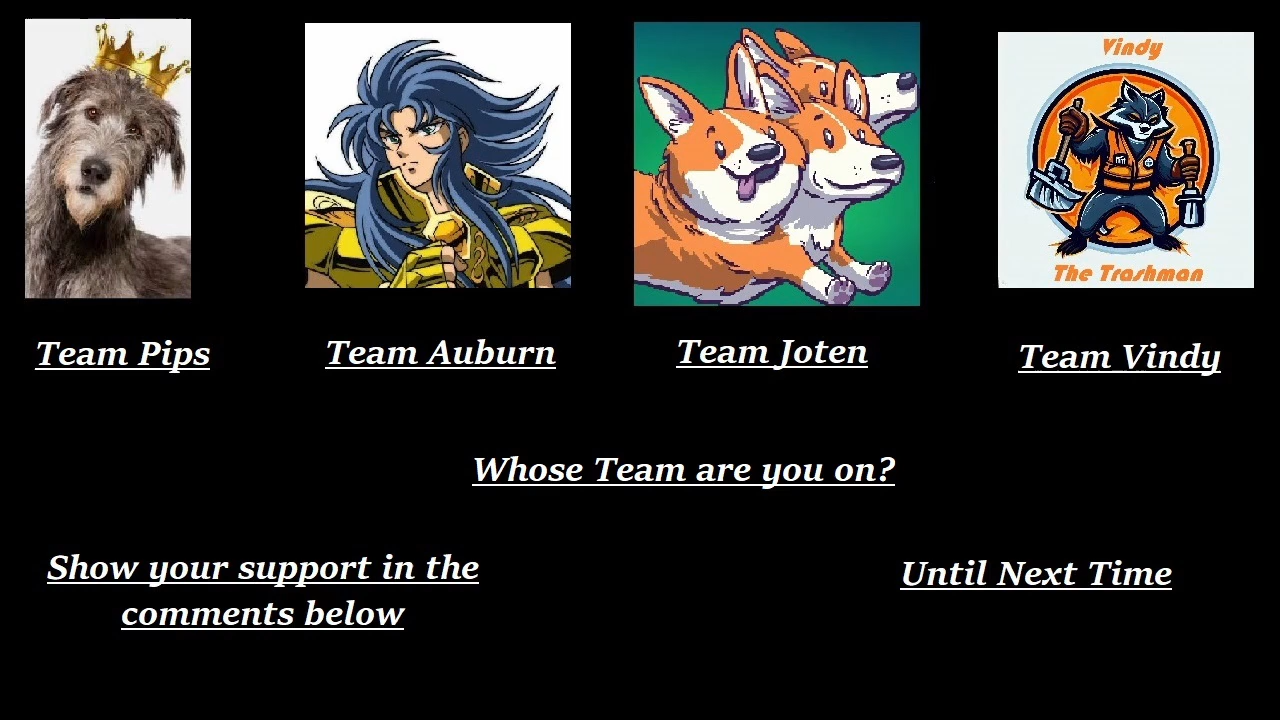 Vindy
The Trashman
Team Pips
Team Auburn
Team Joten
Team Vindy
Whose Team are you on?
Show your support in the
comments below
Until Next Time